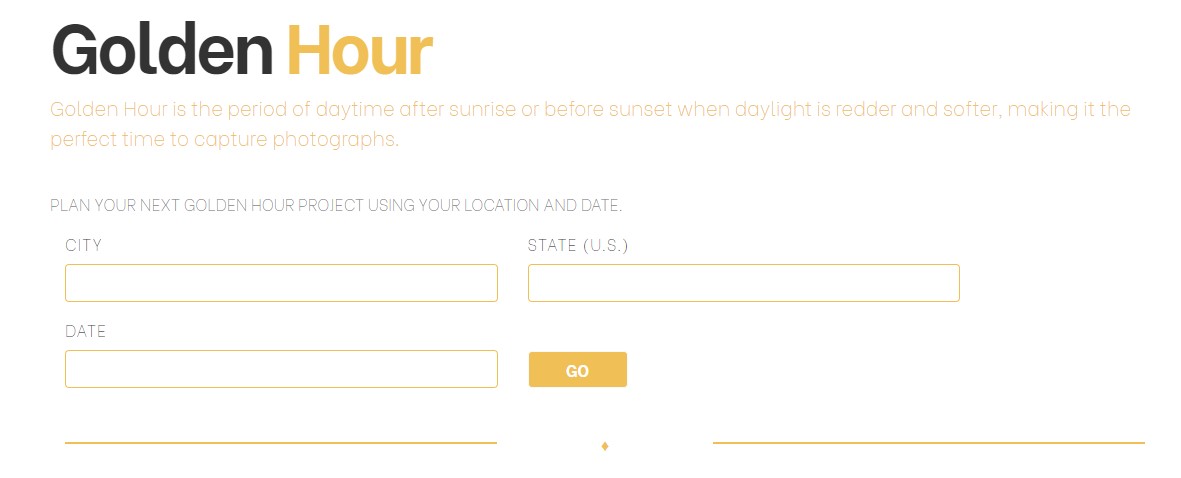 Golden Hour
Golden Hour is the period of daytime after sunrise or before sunset when daylight is redder and softer, making it the
perfect time to capture photographs.
PLAN YOUR NEXT GOLDEN HOUR PROJECT USING YOUR LOCATION AND DATE.
CITY
STATE (U.S.)
DATE
GO